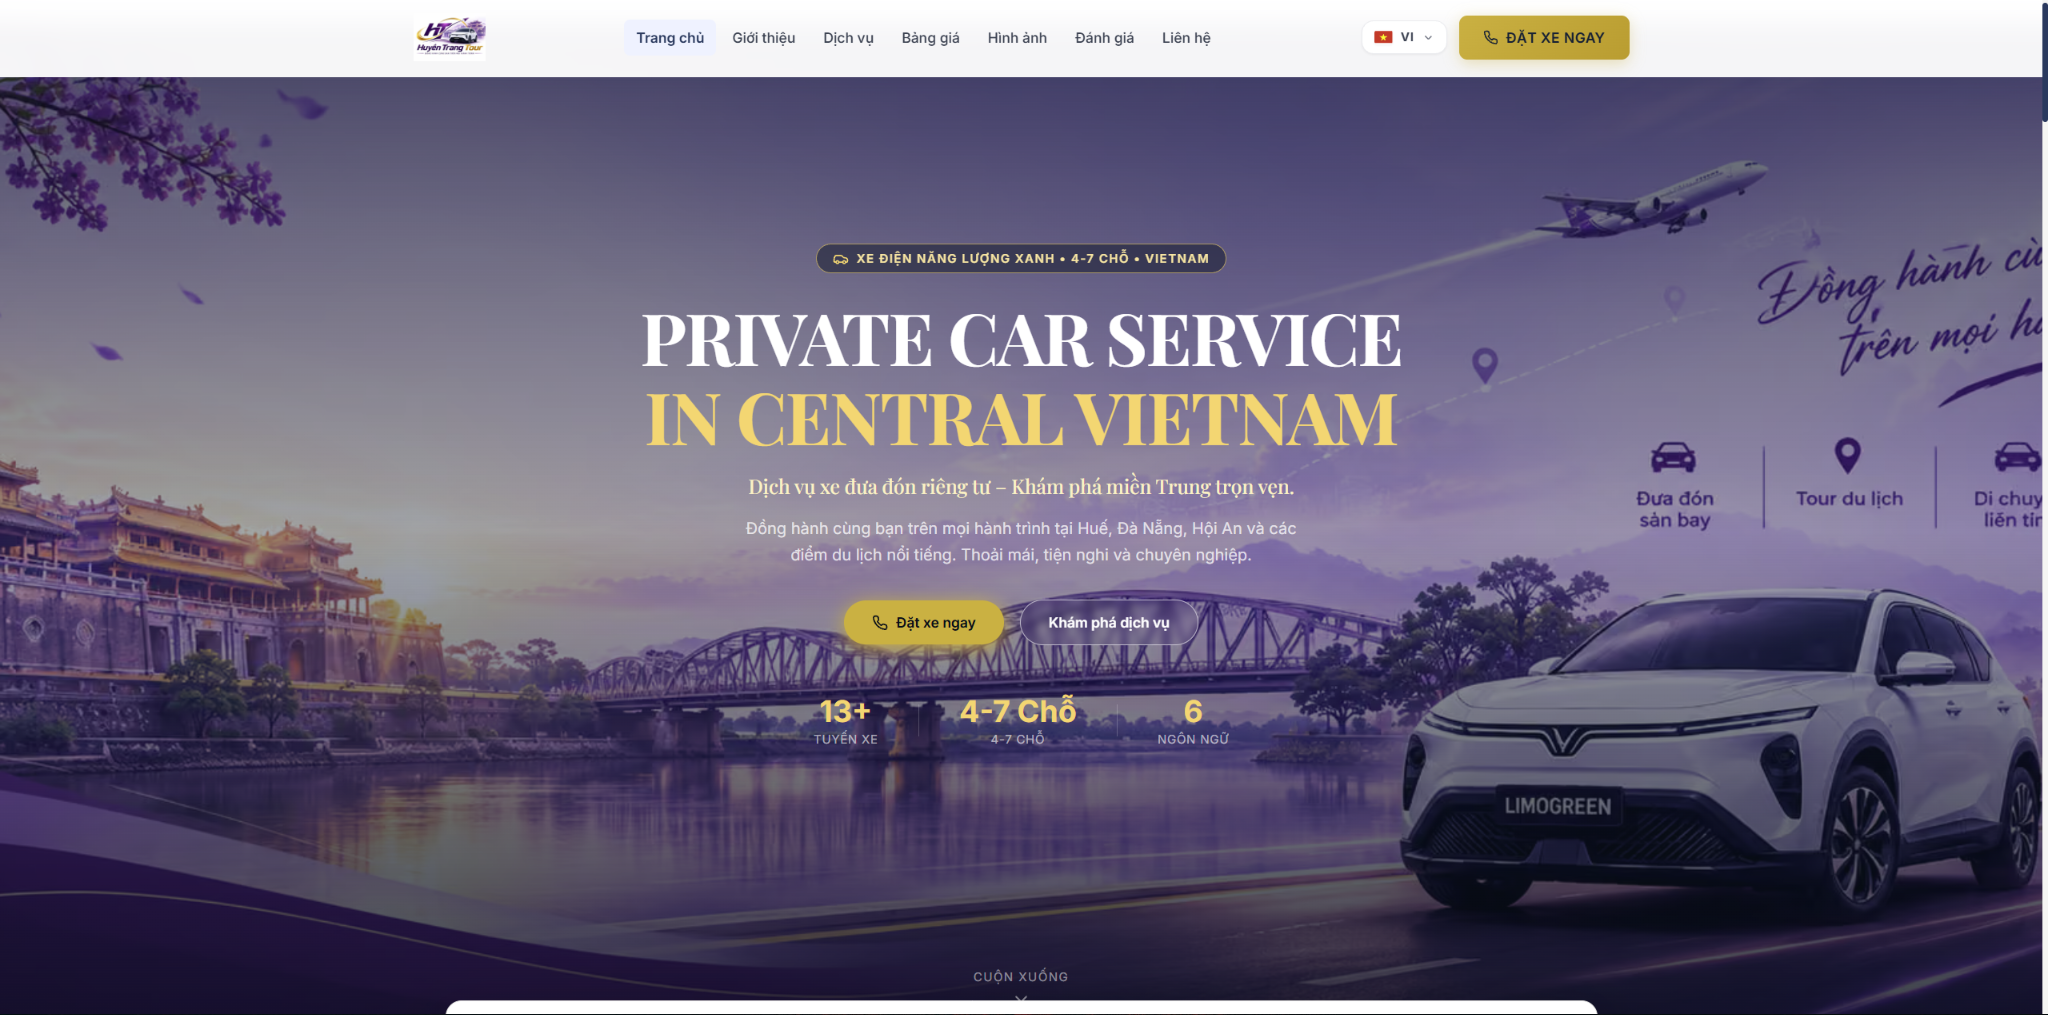 HT
Huyền Trang Tour
Trang chủ
Giới thiệu
Dịch vụ
Bảng giá
Hình ảnh
Đánh giá
Liên hệ
VI
ĐẶT XE NGAY
XE ĐIỆN NĂNG LƯỢNG XANH • 4-7 CHỖ • VIETNAM
PRIVATE CAR SERVICE
IN CENTRAL VIETNAM
Dịch vụ xe đưa đón riêng tư – Khám phá miền Trung trọn vẹn.
Đồng hành cùng bạn trên mọi hành trình tại Huế, Đà Nẵng, Hội An và các
điểm du lịch nổi tiếng. Thoải mái, tiện nghi và chuyên nghiệp.
Đặt xe ngay
Khám phá dịch vụ
13+
TUYẾN XE
4-7 Chỗ
4-7 CHỖ
6
NGÔN NGỮ
Đồng hành
trên mọi
Đưa đón
sân bay
Tour du lịch
Di
liên
LIMOGREEN
CUỘN XUỐNG